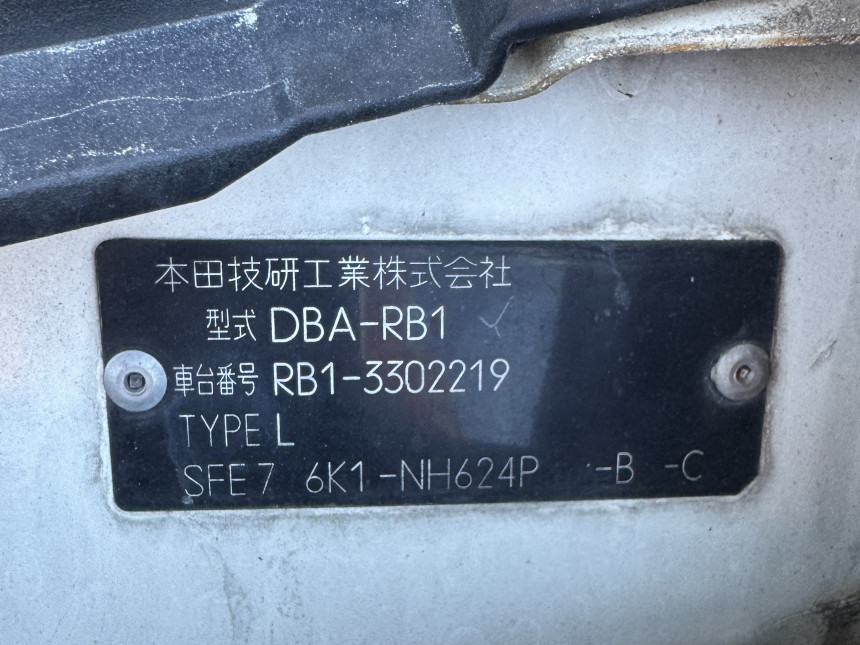 本田技研工業株式会社
型式 DBA-RB1
車台番号 RB1-3302219
TYPE L
SFE7 6K1-NH624P -B -C